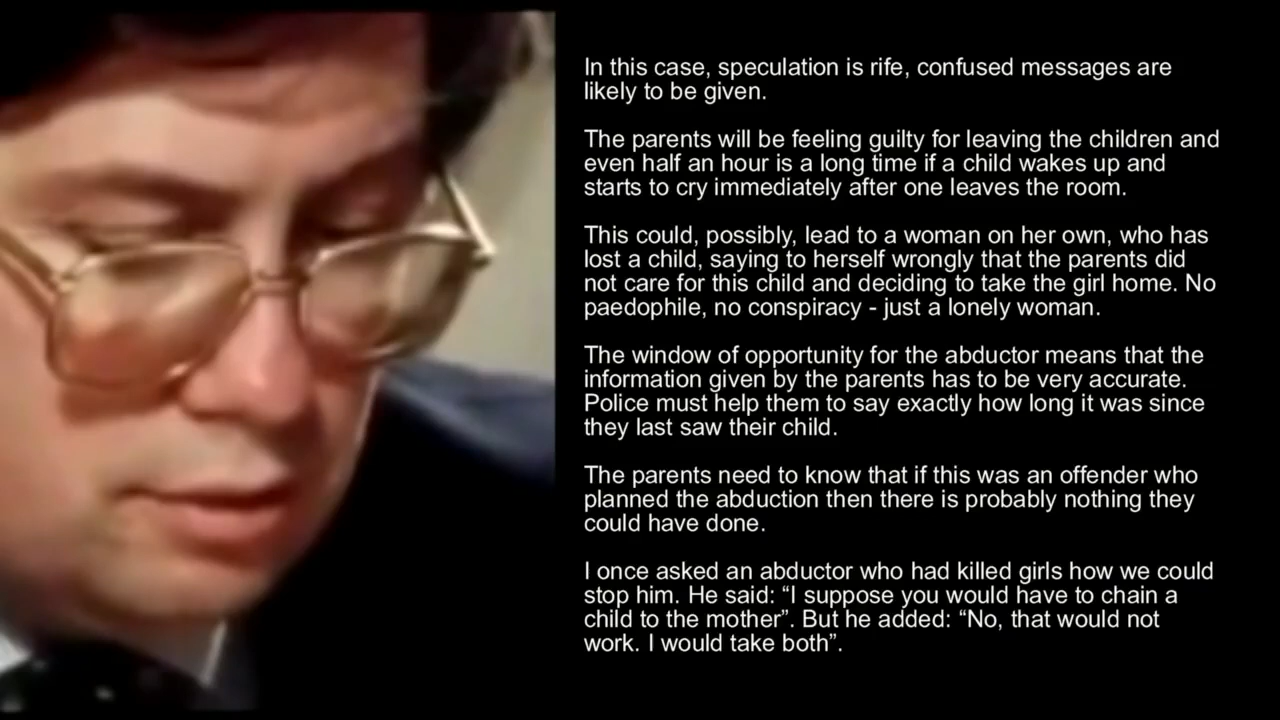 In this case, speculation is rife, confused messages are
likely to be given.
The parents will be feeling guilty for leaving the children and
even half an hour is a long time if a child wakes up and
starts to cry immediately after one leaves the room.
This could, possibly, lead to a woman on her own, who has
lost a child, saying to herself wrongly that the parents did
not care for this child and deciding to take the girl home. No
paedophile, no conspiracy - just a lonely woman.
The window of opportunity for the abductor means that the
information given by the parents has to be very accurate.
Police must help them to say exactly how long it was since
they last saw their child.
The parents need to know that if this was an offender who
planned the abduction then there is probably nothing they
could have done.
I once asked an abductor who had killed girls how we could
stop him. He said: “I suppose you would have to chain a
child to the mother”. But he added: “No, that would not
work. I would take both”.